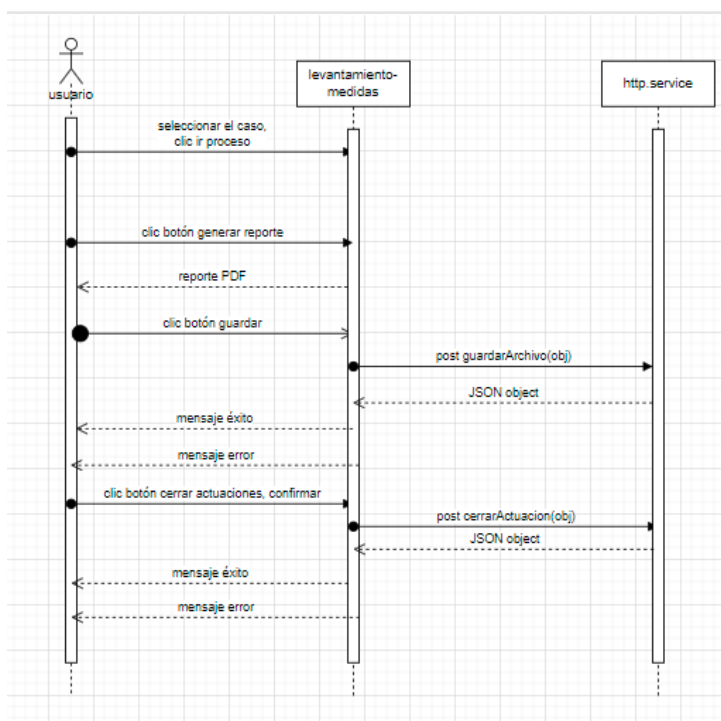 usuario
levantamiento-
medidas
http.service
seleccionar el caso,
clic ir proceso
clic botón generar reporte
reporte PDF
clic botón guardar
post guardarArchivo(obj)
JSON object
mensaje éxito
mensaje error
clic botón cerrar actuaciones, confirmar
post cerrarActuacion(obj)
JSON object
mensaje éxito
mensaje error